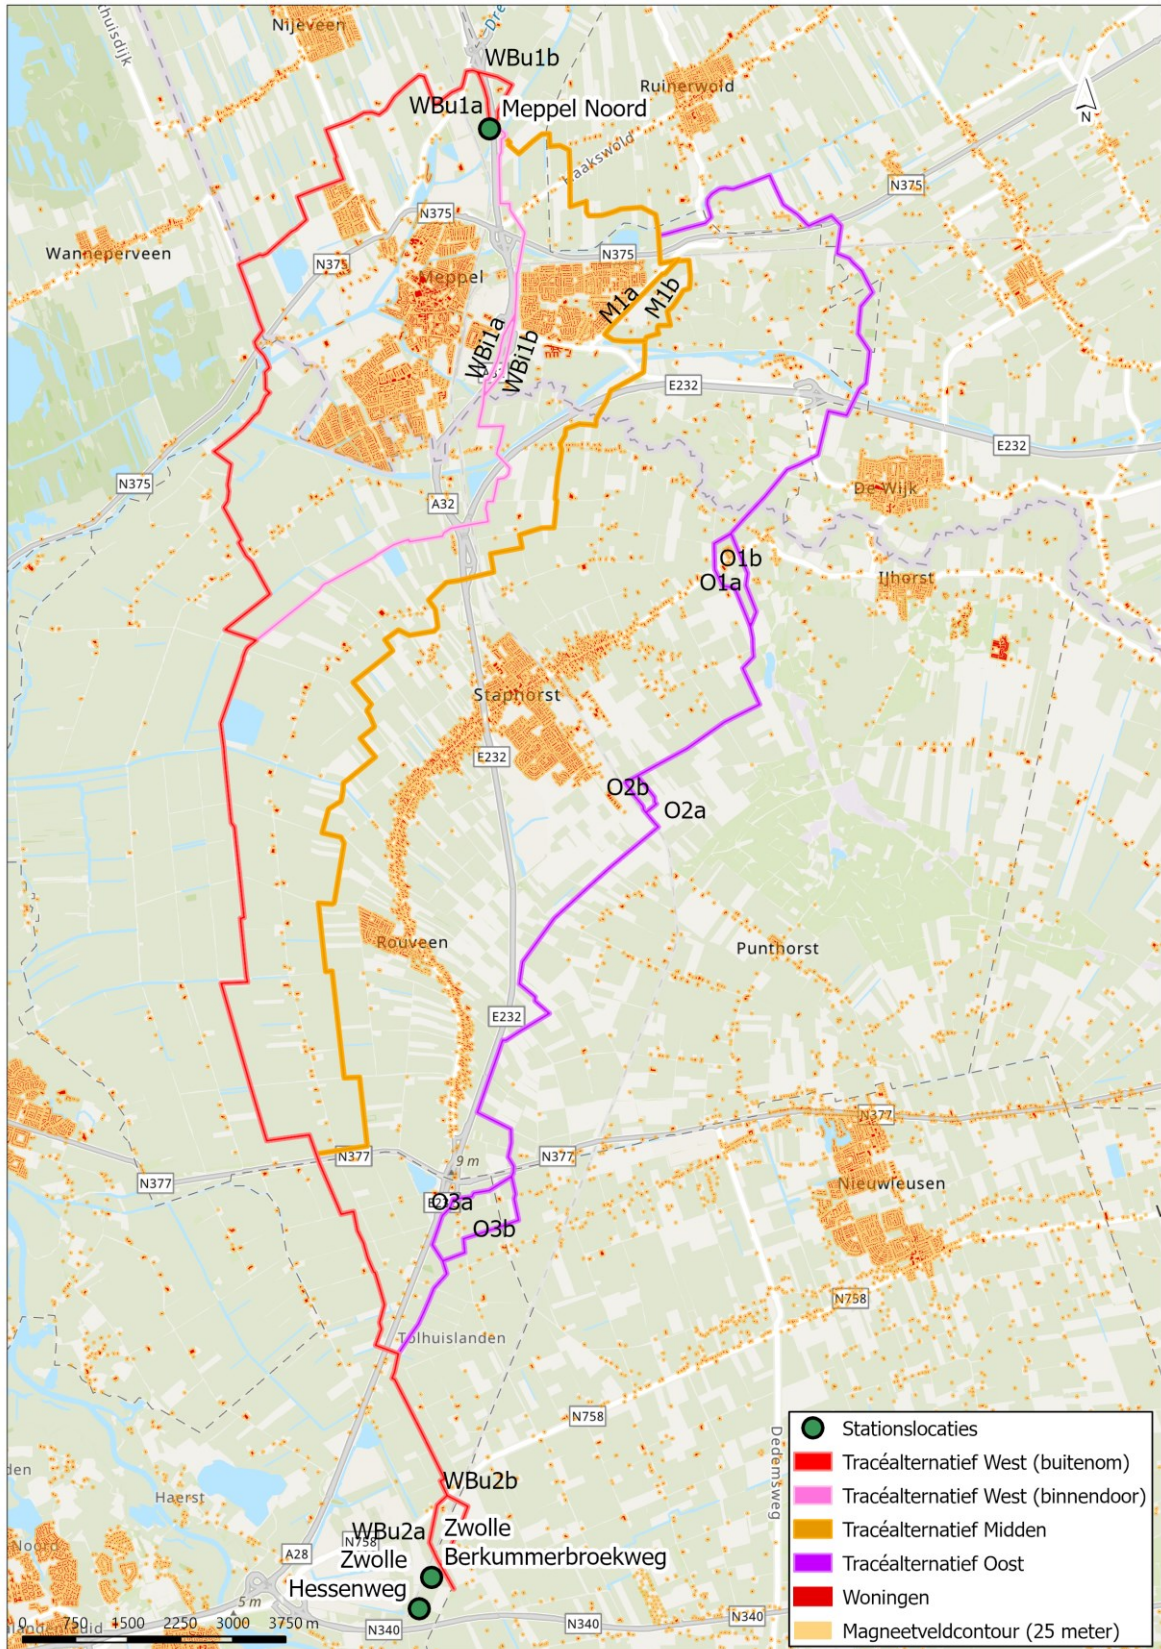 Nijeveen
thuisdijk
Dre
WBu1b
Ruinerwold
WBu1a
Meppel Noord
N
Haakswold
N375
N375
Wanneperveen
N375
N375
Meppel
M1a
M1b
WBi1a
WBi1b
E232
E232
N375
De Wijk
A32
O1b
O1a
IJhorst
Staphorst
E232
O2b
O2a
Rouveen
Punthorst
E232
N377
N377
N377
9 m
N377
Nieuwleusen
O3a
O3b
N758
Tolhuislanden
N758
Dedemsweg
WBu2b
Haerst
WBu2a
Zwolle
Berkummerbroekweg
N758
Zwolle
Hessenweg
A28
5 m
N340
N340
N340
0 750 1500 2250 3000 3750 m
Stationslocaties
Tracéalternatief West (buitenom)
Tracéalternatief West (binnendoor)
Tracéalternatief Midden
Tracéalternatief Oost
Woningen
Magneetveldcontour (25 meter)